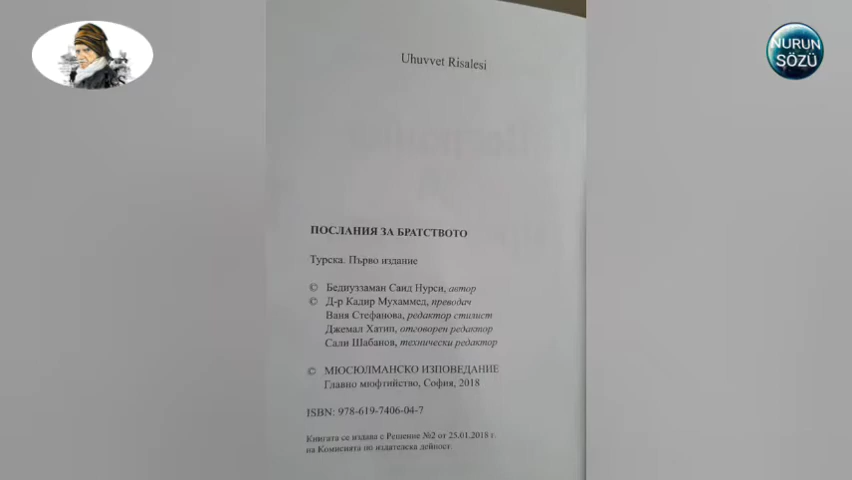 NURUN
SÖZÜ
Uhuvvet Risalesi
ПОСЛАНИЯ ЗА БРАТСТВОТО
Турска. Първо издание
© Бедиуззаман Саид Нурси, автор
© Д-р Кадир Мухаммед, преводач
Ваня Стефанова, редактор стилист
Джемал Хатип, отговорен редактор
Сали Шабанов, технически редактор
© МЮСЮЛМАНСКО ИЗПОВЕДАНИЕ
Главно мюфтийство, София, 2018
ISBN: 978-619-7406-04-7
Книгата се издава с Решение №2 от 25.01.2018 г.
на Комисията по издателска дейност.